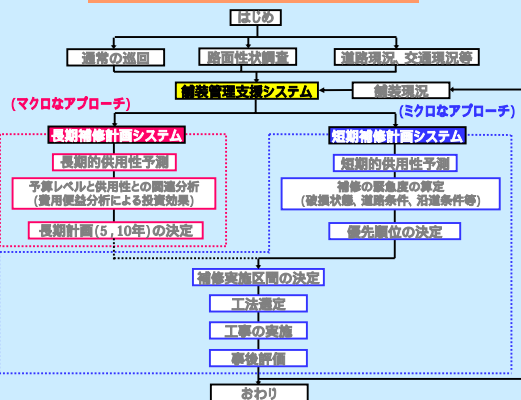 はじめ
通常の巡回
路面性状調査
道路現況、交通現況等
舗装管理支援システム
舗装現況
(マクロなアプローチ)
(ミクロなアプローチ)
長期補修計画システム
短期補修計画システム
長期的供用性予測
短期的供用性予測
予算レベルと供用性との関連分析
(費用便益分析による投資効果)
補修の緊急度の算定
(破損状態、道路条件、沿道条件等)
長期計画(5,10年)の決定
優先順位の決定
補修実施区間の決定
工法選定
工事の実施
事後評価
おわり